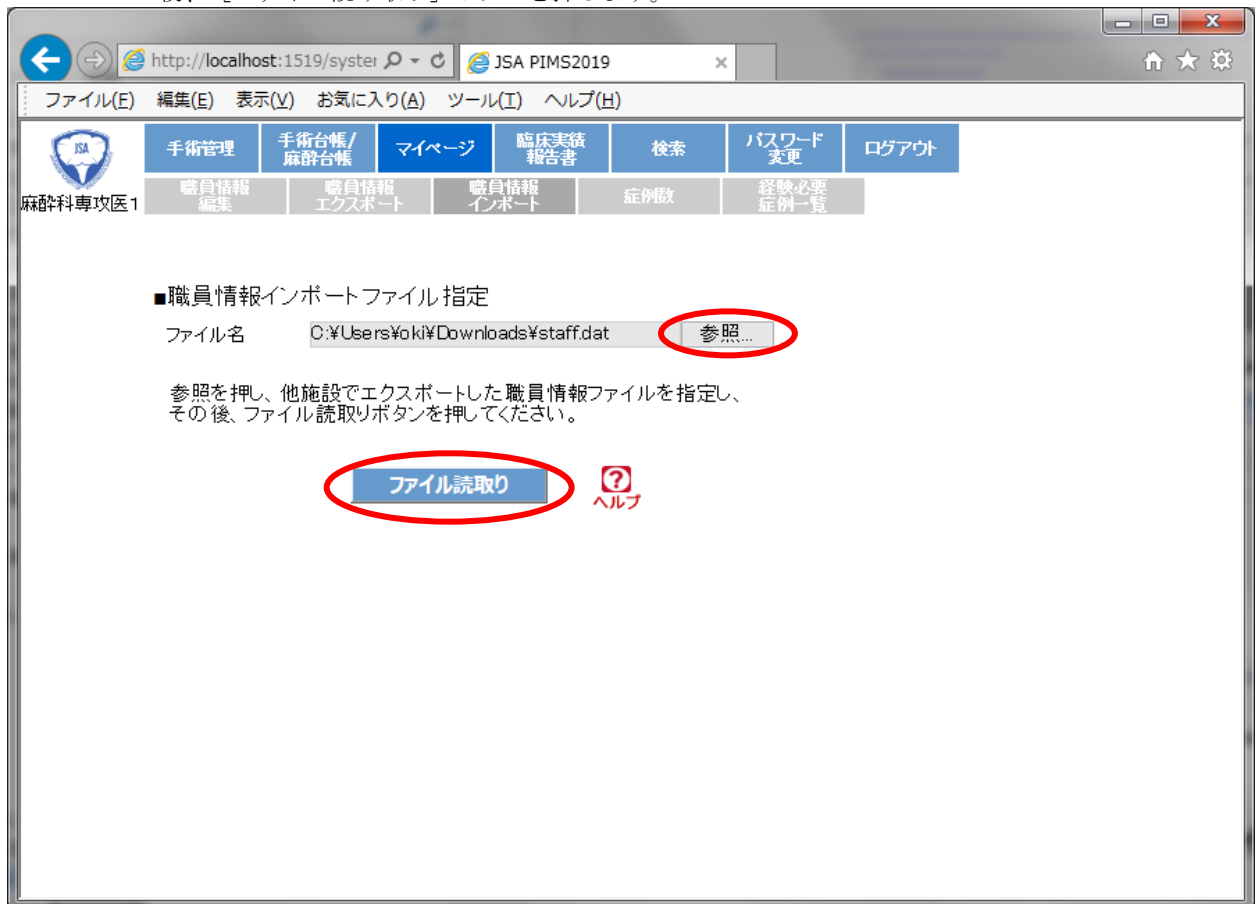 http://localhost:1519/syster
JSA PIMS2019
ファイル(F) 編集(E) 表示(V) お気に入り(A) ツール(T) ヘルプ(H)
JSA
麻酔科専攻医1
手術管理 手術台帳/麻酔台帳 マイページ 臨床実績報告書 検索 パスワード変更 ログアウト
職員情報編集 職員情報エクスポート 職員情報インポート 症例数 経験必要症例一覧
■職員情報インポートファイル指定
ファイル名 C:¥Users¥oki¥Downloads¥staff.dat 参照...
参照を押し、他施設でエクスポートした職員情報ファイルを指定し、
その後、ファイル読取りボタンを押してください。
ファイル読取り
?
ヘルプ